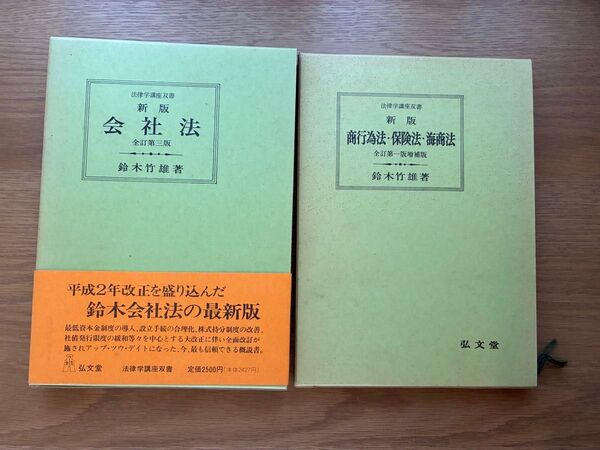 法律学講座双書
新版
会社法
全訂第三版
鈴木竹雄著
平成2年改正を盛り込んだ
鈴木会社法の最新版
最低資本金制度の導入、設立手続の合理化、株式持分制度の改善、
社債発行限度の緩和等々を中心とする大改正に伴い全面改訂が
施されアップ・ツウ・デイトになった、今、最も信頼できる概説書。
弘文堂 法律学講座双書 定価2500円(本体2427円)
法律学講座双書
新版
商行為法・保険法・海商法
全訂第一版増補版
鈴木竹雄著
弘文堂